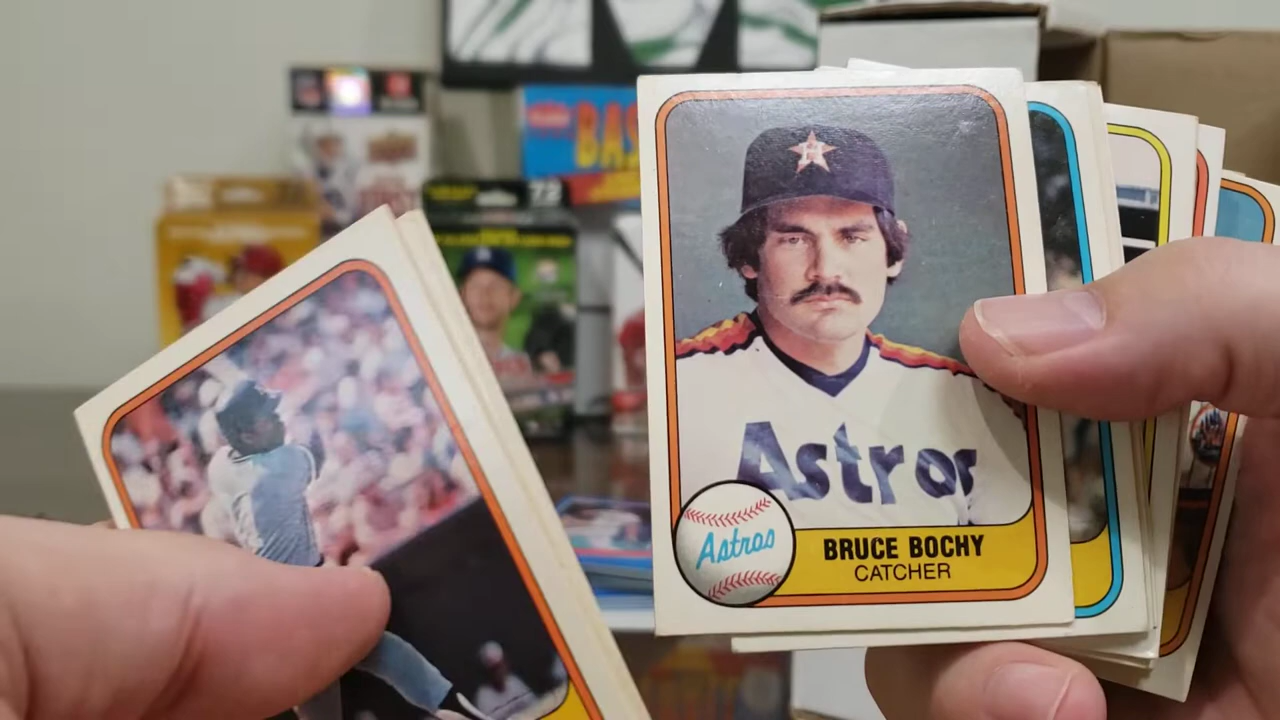 BAS
72
H
Astros
Astros
BRUCE BOCHY
CATCHER